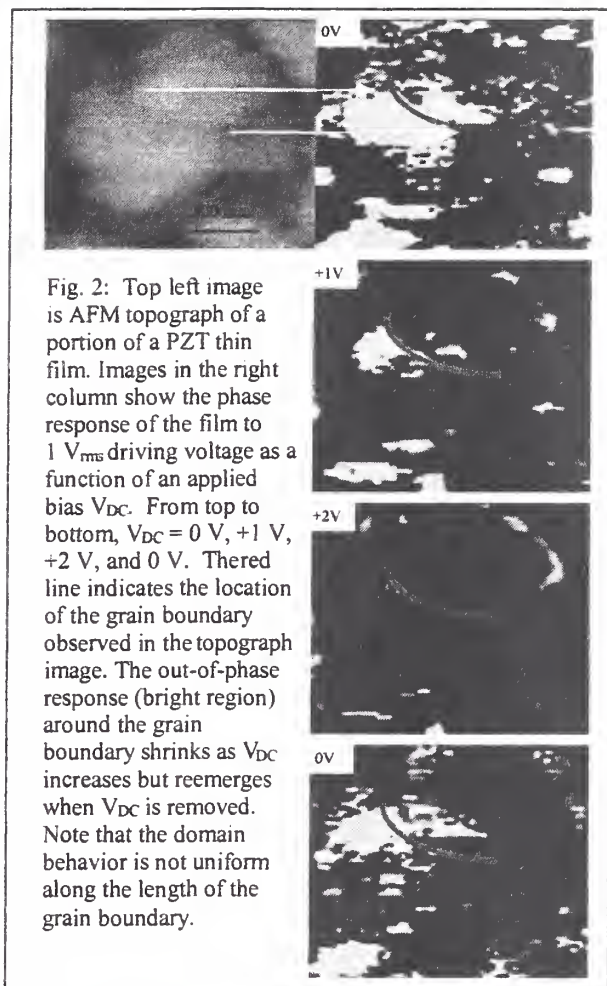 0V
Fig. 2: Top left image
is AFM topograph of a
portion of a PZT thin
film. Images in the right
column show the phase
response of the film to
1 Vrms driving voltage as a
function of an applied
bias VDC. From top to
bottom, VDC = 0 V, +1 V,
+2 V, and 0 V. Thered
line indicates the location
of the grain boundary
observed in the topograph
image. The out-of-phase
response (bright region)
around the grain
boundary shrinks as VDC
increases but reemerges
when VDC is removed.
Note that the domain
behavior is not uniform
along the length of the
grain boundary.
+1V
+2V
0V